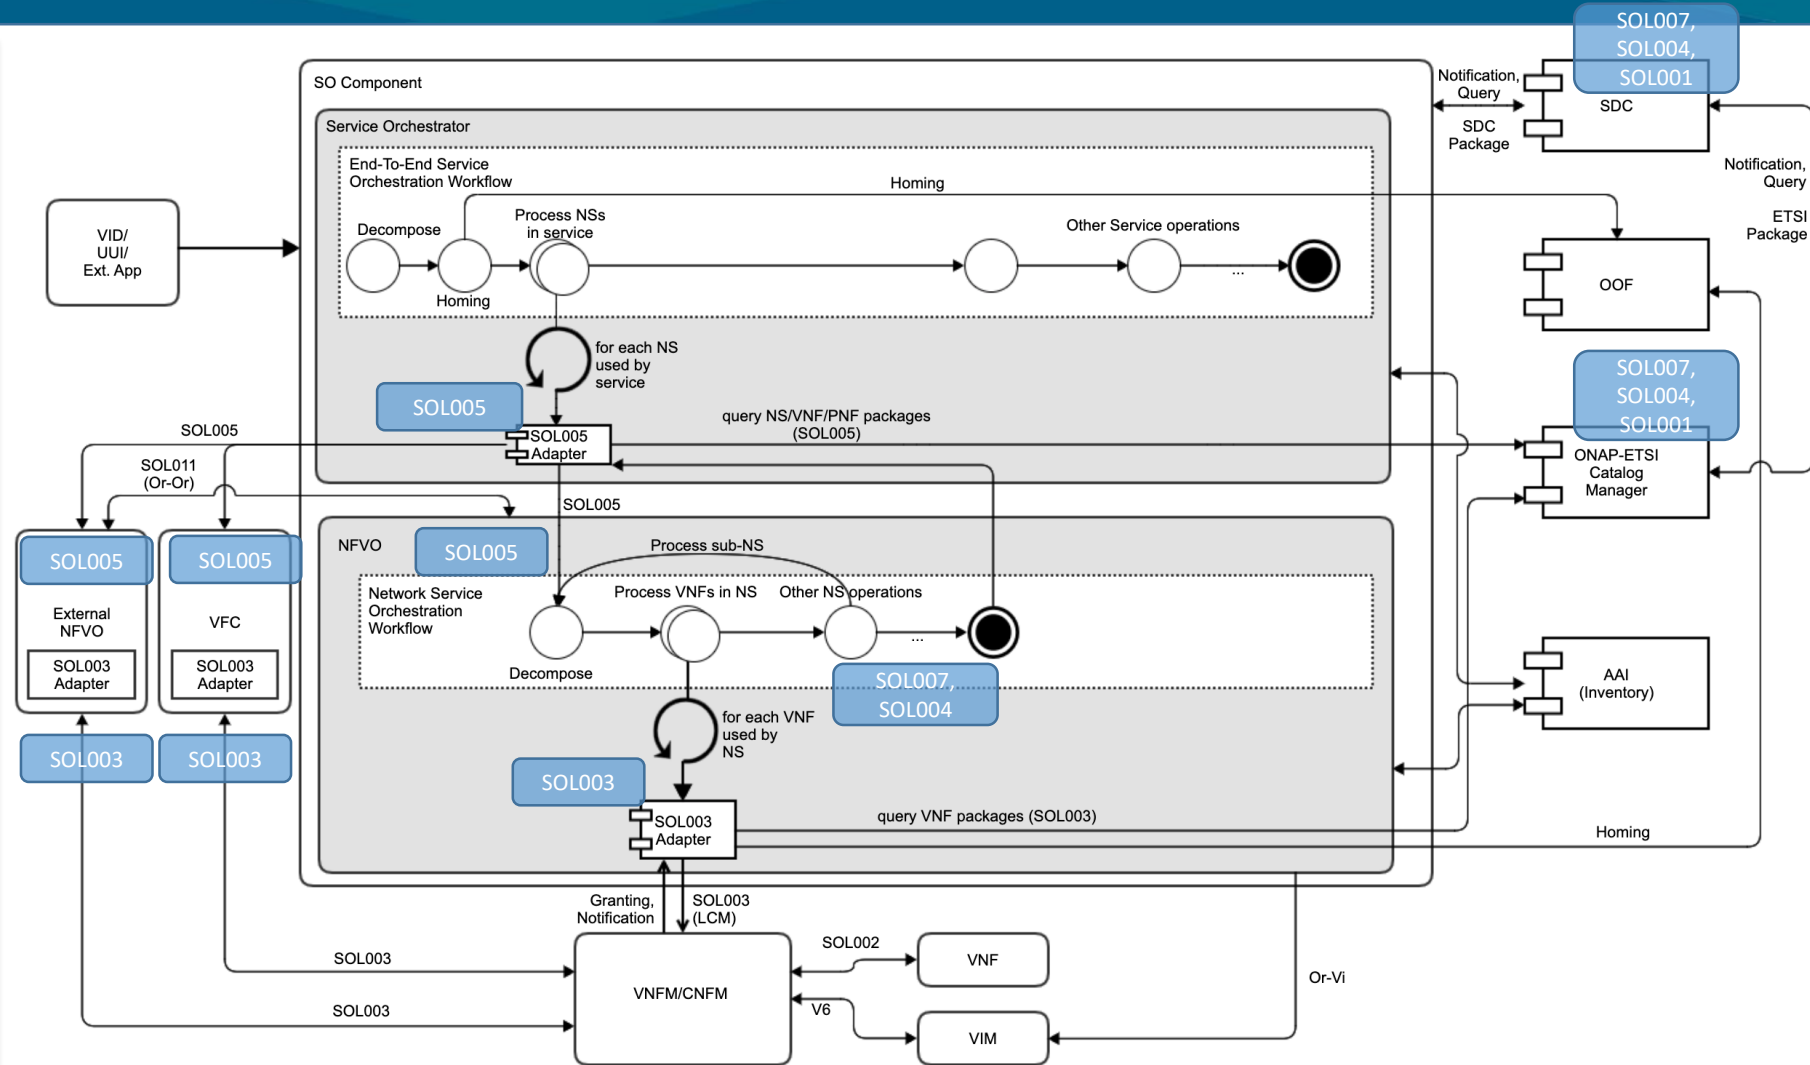 SOL007,
SOL004,
SOL001
SO Component
Notification,
Query
SDC
SDC
Package
Service Orchestrator
End-To-End Service
Orchestration Workflow
Notification,
Query
ETSI
Package
Homing
VID/
UUI/
Ext. App
Decompose
Process NSs
in service
Other Service operations
...
Homing
OOF
for each NS
used by
service
SOL007,
SOL004,
SOL001
SOL005
query NS/VNF/PNF packages
(SOL005)
SOL005
SOL005
Adapter
ONAP-ETSI
Catalog
Manager
SOL011
(Or-Or)
SOL005
NFVO
SOL005
Process sub-NS
SOL005
SOL005
Network Service
Orchestration
Workflow
Process VNFs in NS
Other NS operations
...
External
NFVO
VFC
Decompose
SOL003
Adapter
SOL003
Adapter
SOL007,
SOL004
AAI
(Inventory)
for each VNF
used by
NS
SOL003
SOL003
SOL003
SOL003
Adapter
query VNF packages (SOL003)
Homing
Granting,
Notification
SOL003
(LCM)
SOL003
SOL002
VNF
VNFM/CNFM
Or-Vi
SOL003
V6
VIM